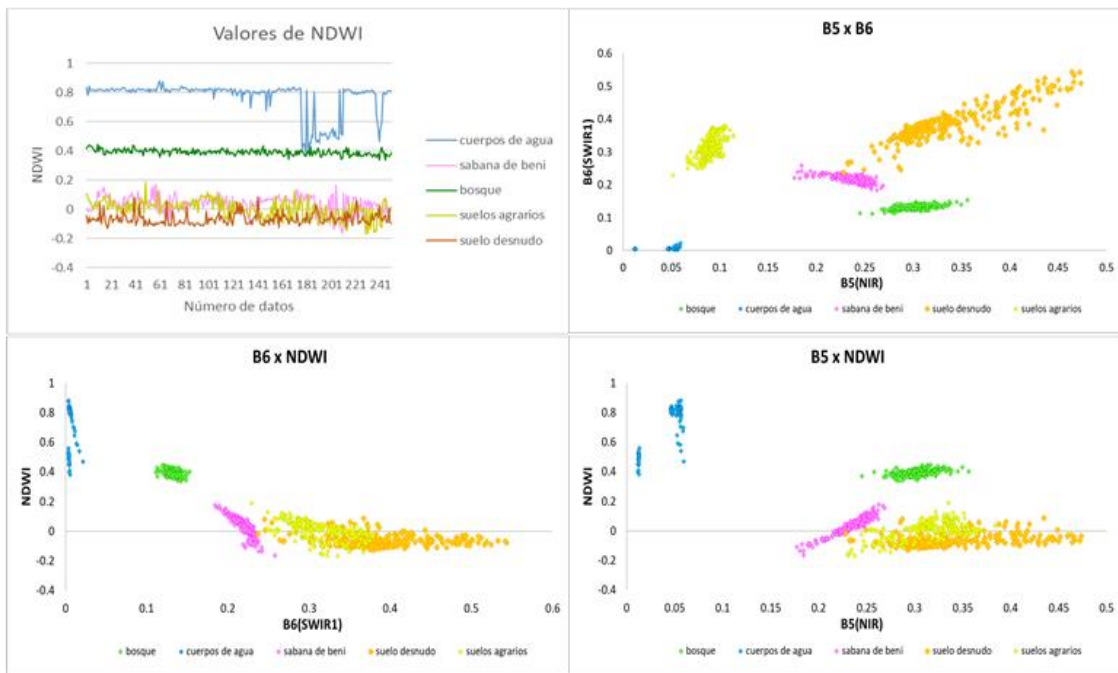 Valores de NDWI
1
0.8
0.6
0.4
0.2
0
-0.2
-0.4
NDWI
1 21 41 61 81 101 121 141 161 181 201 221 241
Número de datos
cuerpos de agua
sabana de beni
bosque
suelos agrarios
suelo desnudo
B5 x B6
0.6
0.5
0.4
0.3
0.2
0.1
0
B6(SWIR1)
0 0.05 0.1 0.15 0.2 0.25 0.3 0.35 0.4 0.45 0.5
B5(NIR)
bosque cuerpos de agua sabana de beni suelo desnudo suelos agrarios
B6 x NDWI
1
0.8
0.6
0.4
0.2
0
-0.2
-0.4
NDWI
0 0.1 0.2 0.3 0.4 0.5 0.6
B6(SWIR1)
bosque cuerpos de agua sabana de beni suelo desnudo suelos agrarios
B5 x NDWI
1
0.8
0.6
0.4
0.2
0
-0.2
-0.4
NDWI
0 0.05 0.1 0.15 0.2 0.25 0.3 0.35 0.4 0.45 0.5
B5(NIR)
bosque cuerpos de agua sabana de beni suelo desnudo suelos agrarios